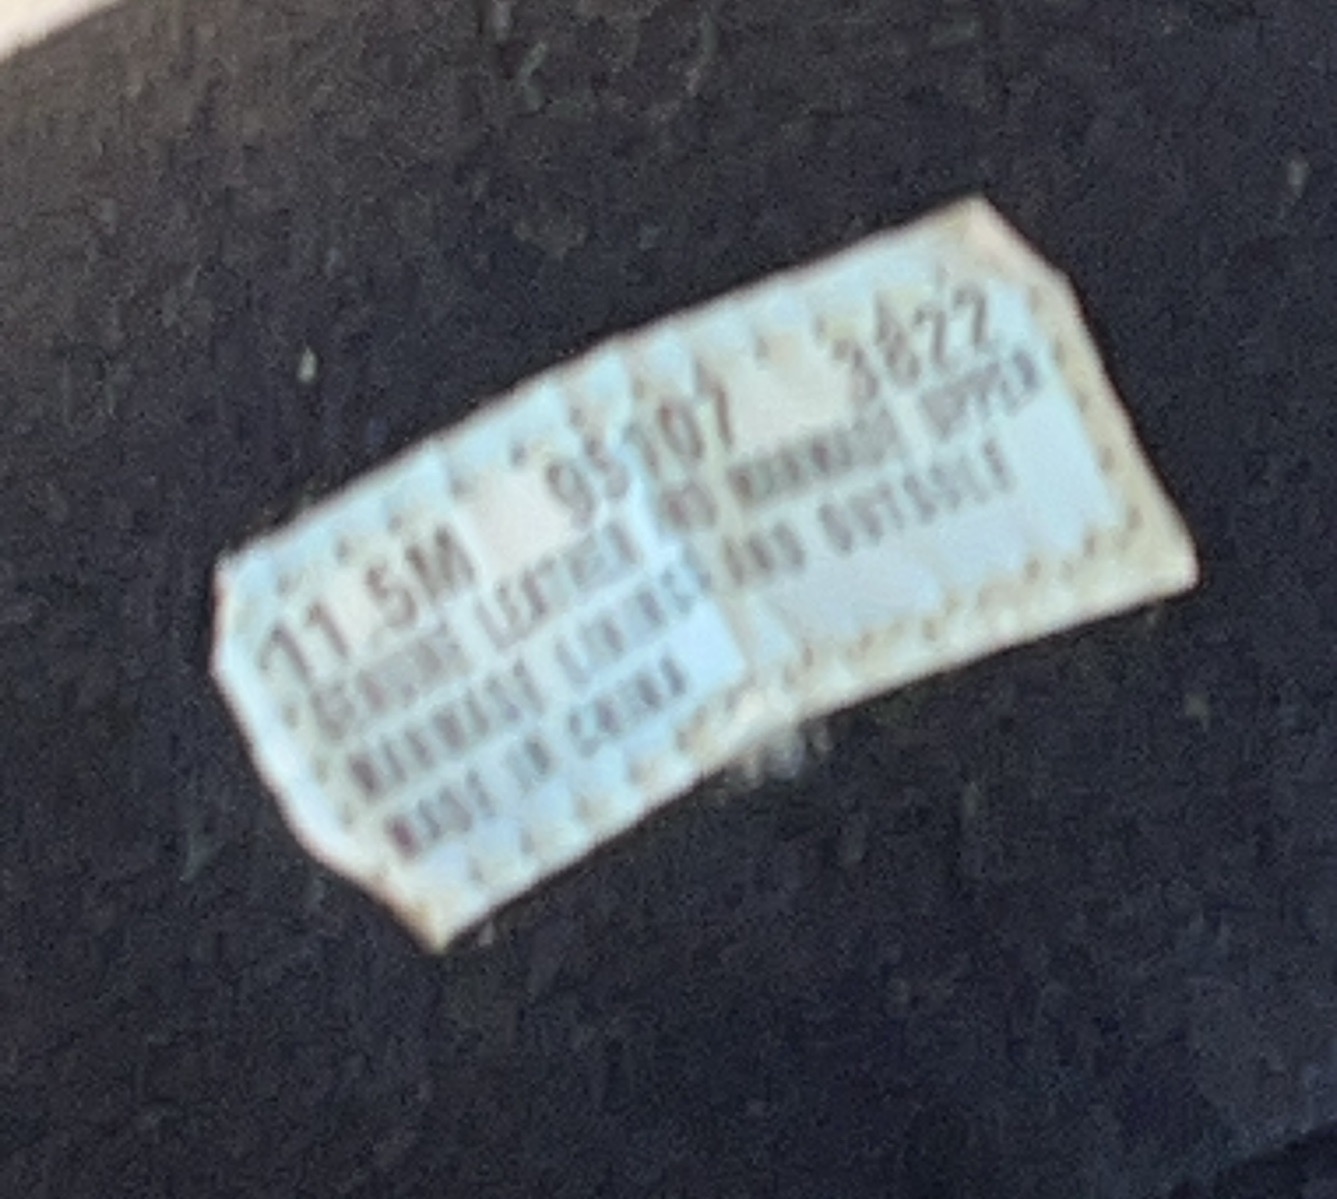 11.5M 95107 3822
GENUINE LEATHER AND MANMADE UPPER
MANMADE LINING AND OUTSOLE
MADE IN CHINA